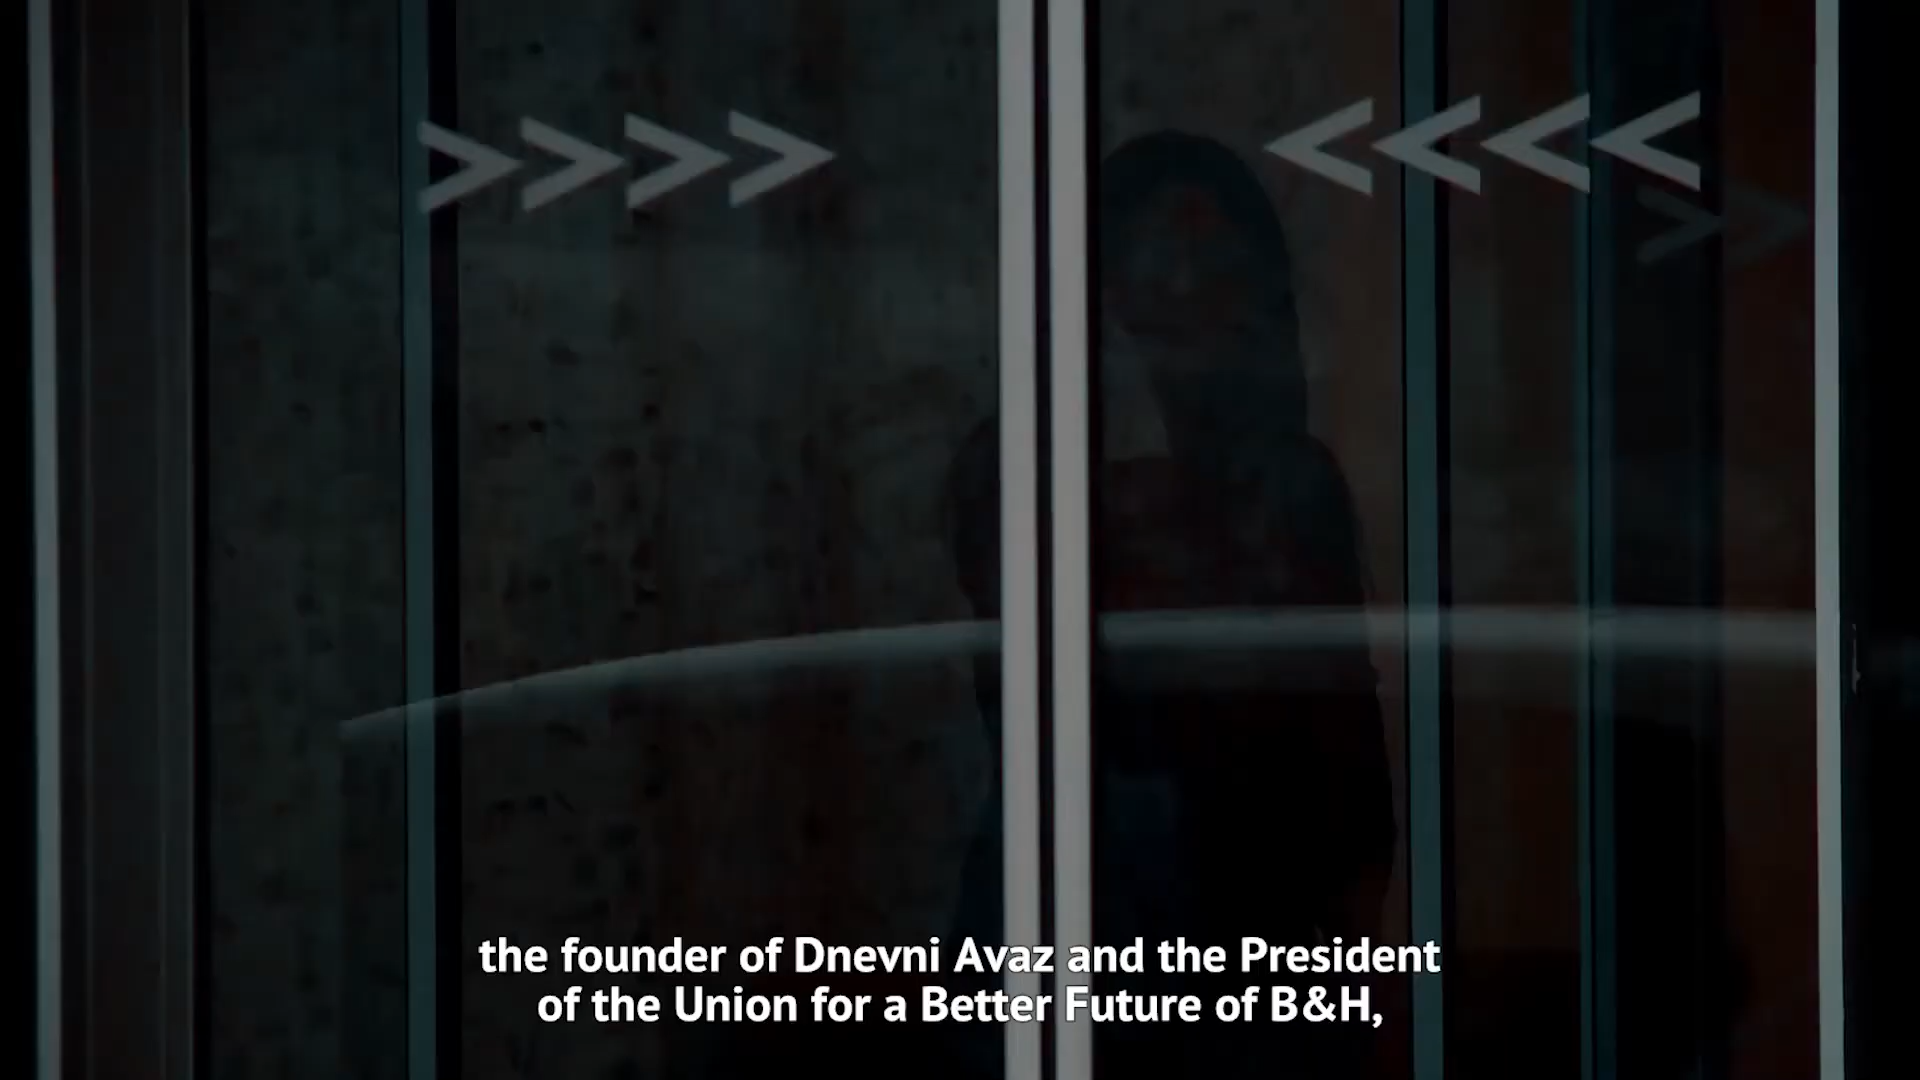 the founder of Dnevni Avaz and the President
of the Union for a Better Future of B&H,